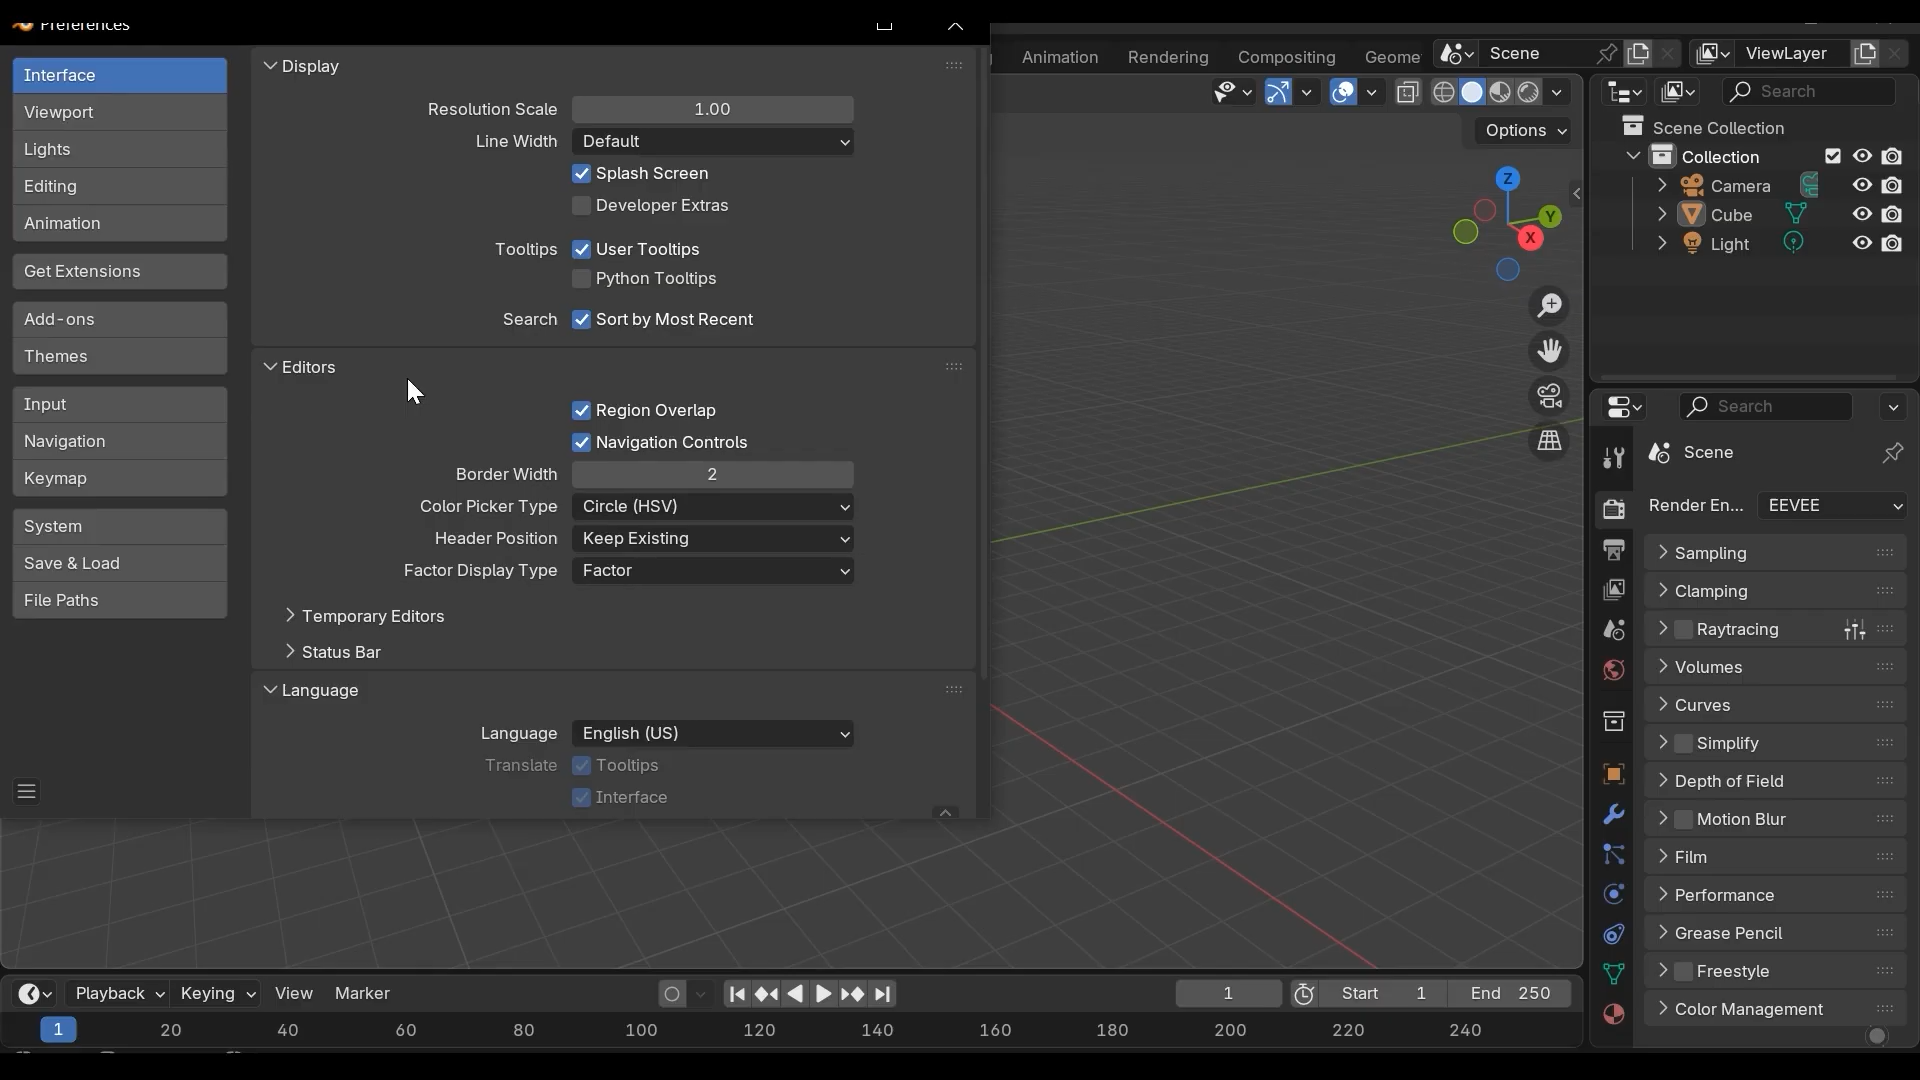 Preferences
Interface
Viewport
Lights
Editing
Animation
Get Extensions
Add-ons
Themes
Input
Navigation
Keymap
System
Save & Load
File Paths
Display
Resolution Scale 1.00
Line Width Default
Splash Screen
Developer Extras
Tooltips User Tooltips
Python Tooltips
Search Sort by Most Recent
Editors
Region Overlap
Navigation Controls
Border Width 2
Color Picker Type Circle (HSV)
Header Position Keep Existing
Factor Display Type Factor
Temporary Editors
Status Bar
Language
Language English (US)
Translate Tooltips
Interface
Animation Rendering Compositing Geome
Scene
ViewLayer
Options
Z
Y
X
Search
Scene Collection
Collection
Camera
Cube
Light
Search
Scene
Render En... EEVEE
Sampling
Clamping
Raytracing
Volumes
Curves
Simplify
Depth of Field
Motion Blur
Film
Performance
Grease Pencil
Freestyle
Color Management
Playback Keying View Marker
1 Start 1 End 250
1 20 40 60 80 100 120 140 160 180 200 220 240